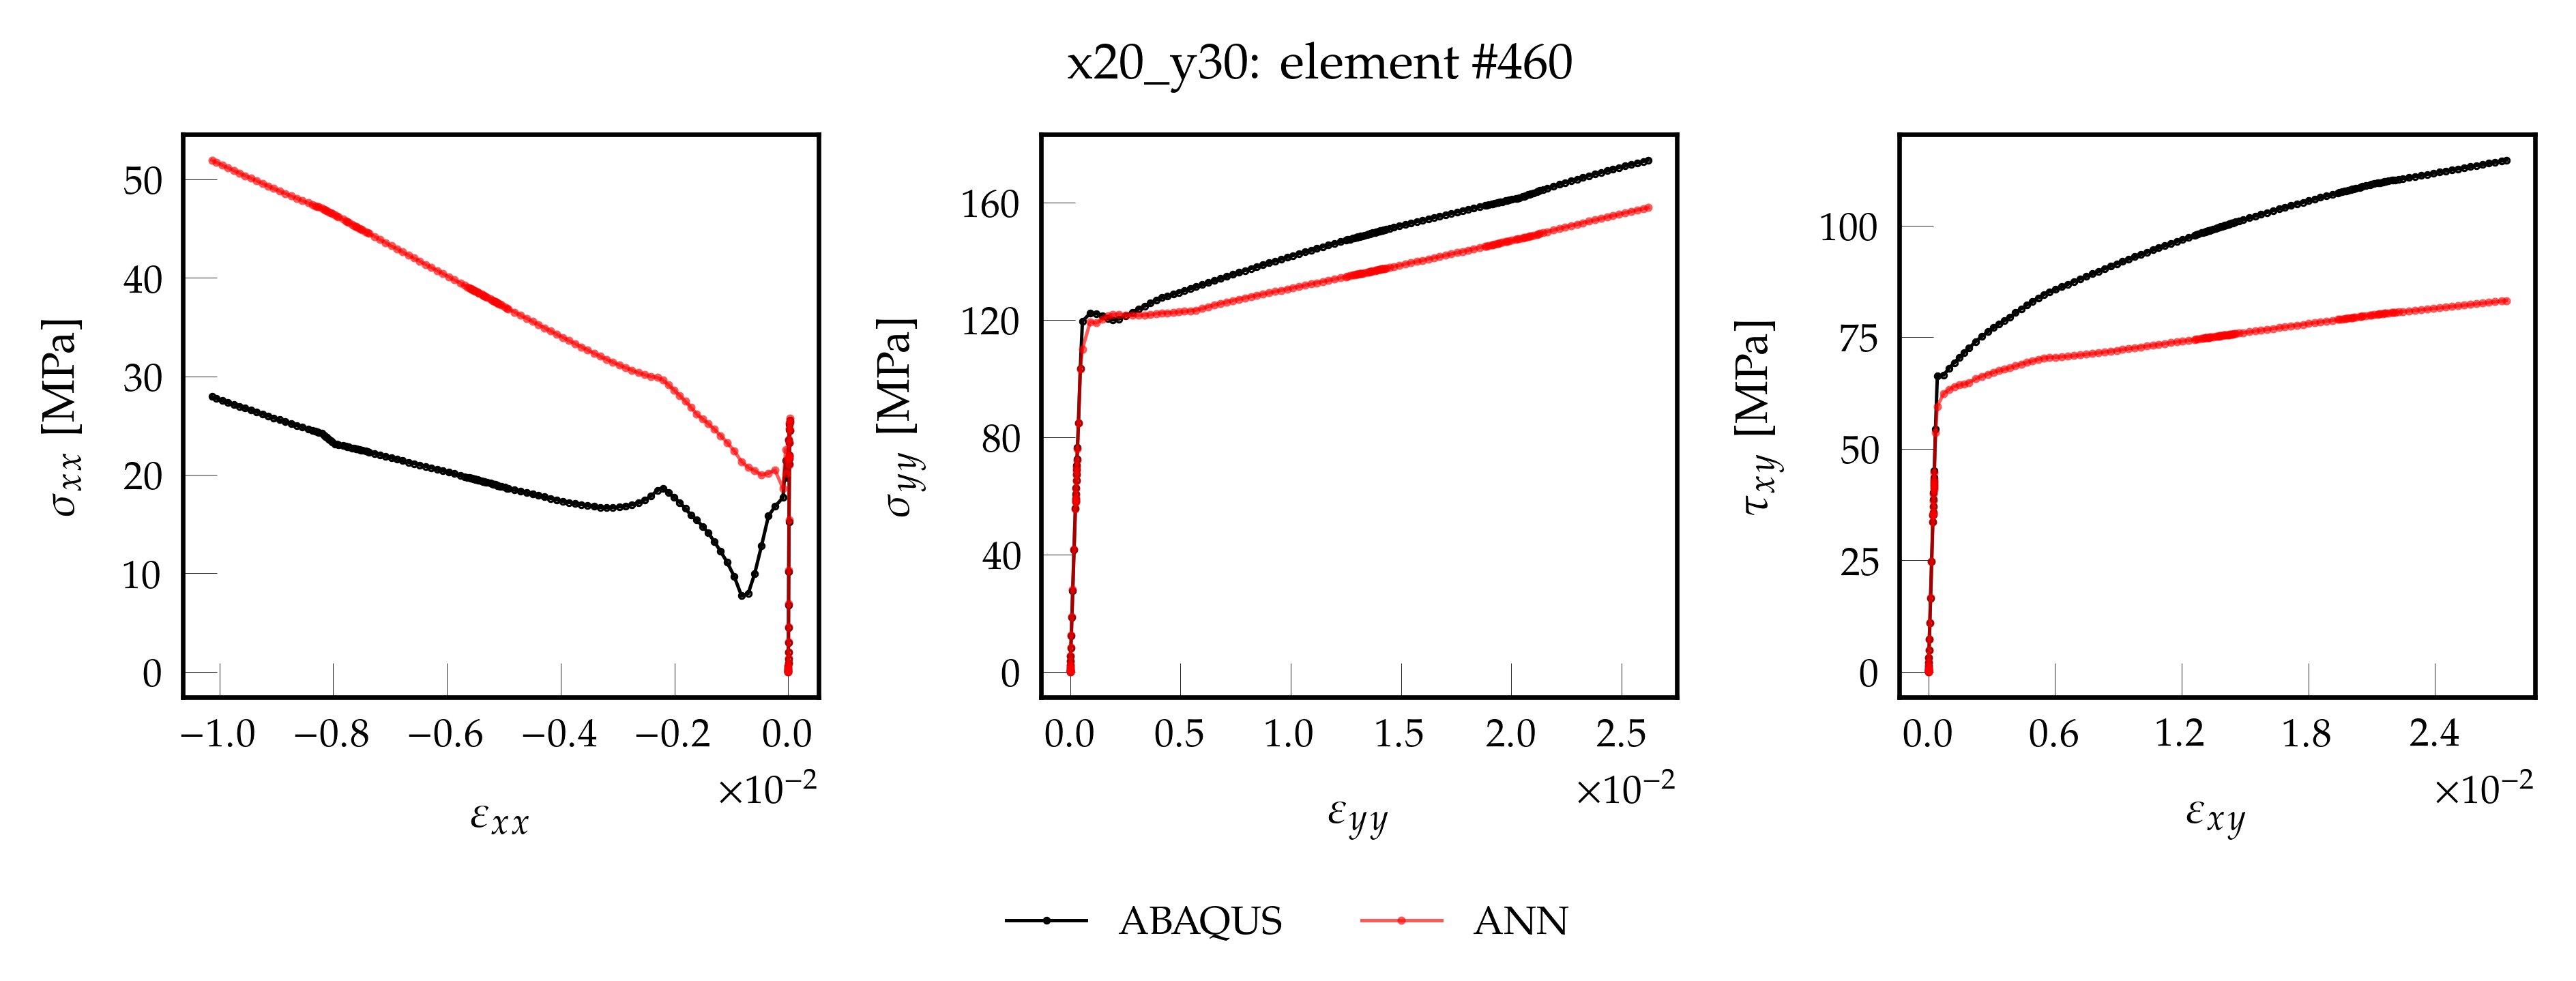 x20_y30: element #460
σxx [MPa]
50
40
30
20
10
0
−1.0 −0.8 −0.6 −0.4 −0.2 0.0
×10−2
εxx
σyy [MPa]
160
120
80
40
0
0.0 0.5 1.0 1.5 2.0 2.5
×10−2
εyy
τxy [MPa]
100
75
50
25
0
0.0 0.6 1.2 1.8 2.4
×10−2
εxy
ABAQUS ANN